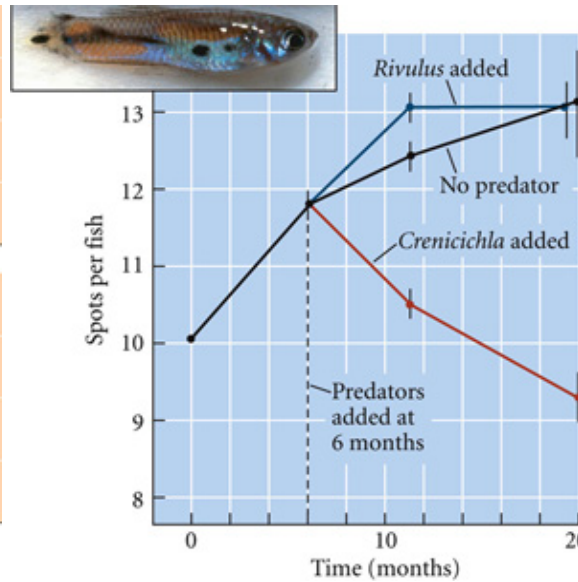 Rivulus added
13
No predator
12
Crenicichla added
11
Spots per fish
10
Predators
added at
6 months
9
8
0
10
20
Time (months)